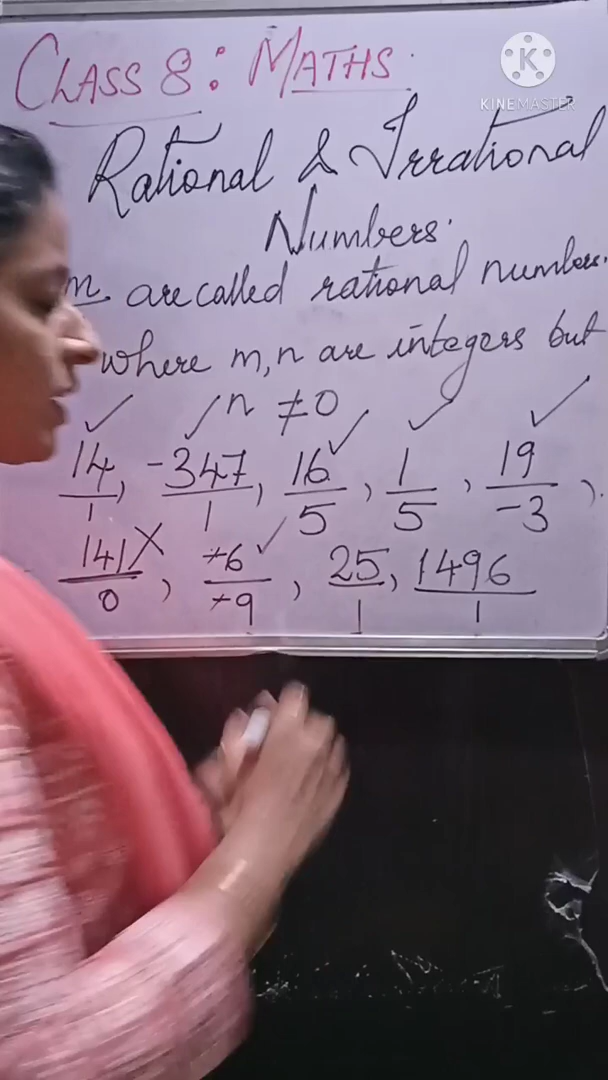 CLASS 8: MATHS.
K
KINEMASTER
Rational & Irrational
Numbers.
m are called rational numbers.
where m, n are integers but
n ≠ 0
14/1, -347/1, 16/5, 1/5, 19/-3,
141/0, -6/-9, 25/1, 1496/1